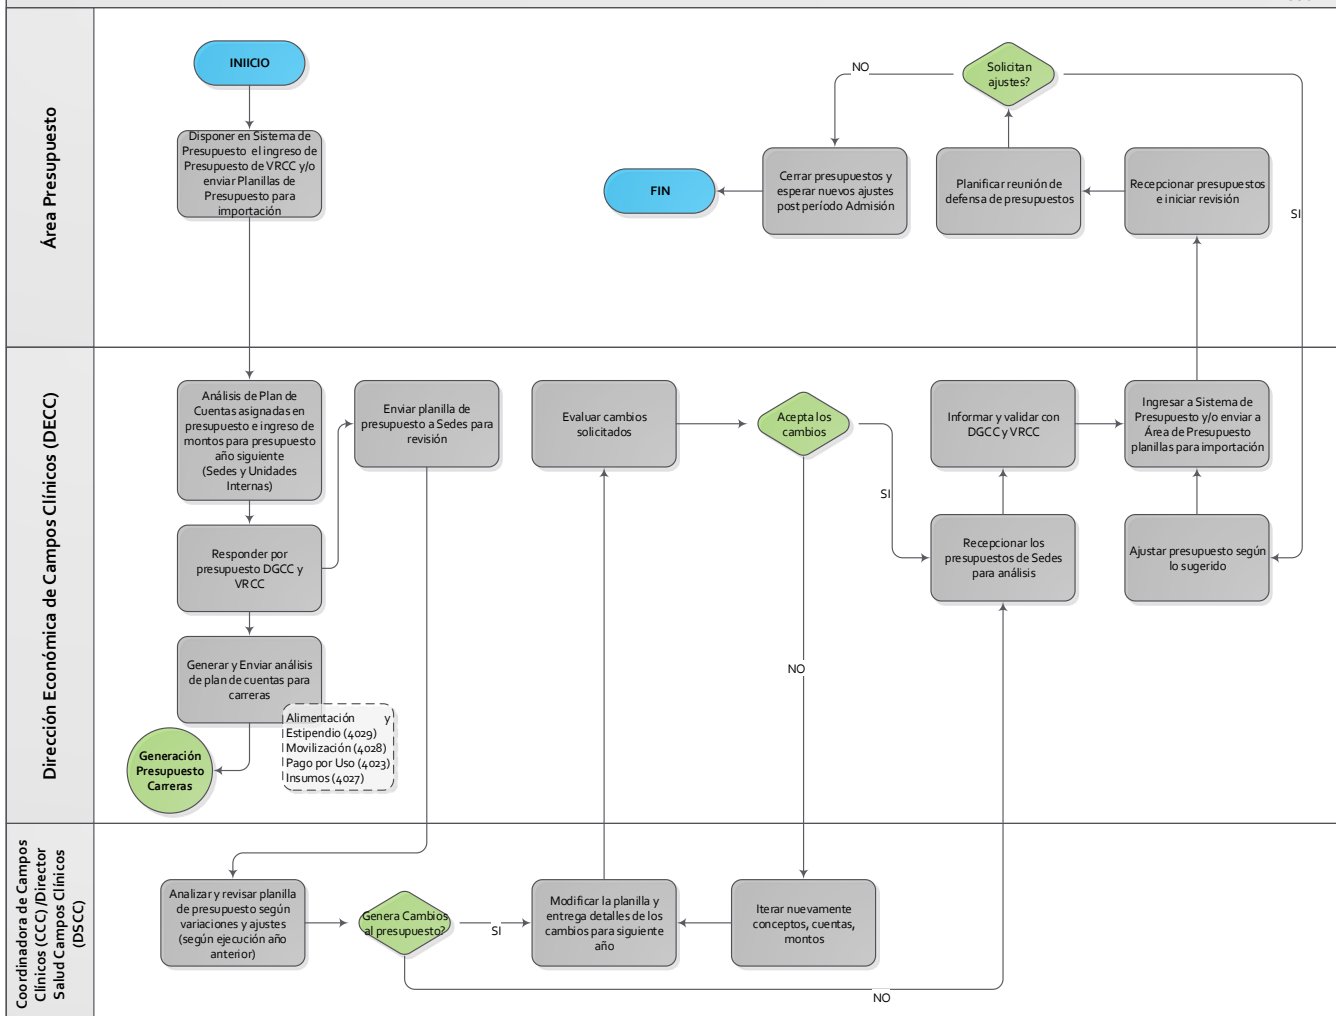 Área Presupuesto
INIICIO
Disponer en Sistema de
Presupuesto el ingreso de
Presupuesto de VRCC y/o
enviar Planillas de
Presupuesto para
importación
FIN
Cerrar presupuestos y
esperar nuevos ajustes
post período Admisión
NO
Solicitan
ajustes?
Planificar reunión de
defensa de presupuestos
Recepcionar presupuestos
e iniciar revisión
SI
Dirección Económica de Campos Clínicos (DECC)
Análisis de Plan de
Cuentas asignadas en
presupuesto e ingreso de
montos para presupuesto
año siguiente
(Sedes y Unidades
Internas)
Enviar planilla de
presupuesto a Sedes para
revisión
Responder por
presupuesto DGCC y
VRCC
Generar y Enviar análisis
de plan de cuentas para
carreras
Alimentación y
Estipendio (4029)
Movilización (4028)
Pago por Uso (4023)
Insumos (4027)
Generación
Presupuesto
Carreras
Evaluar cambios
solicitados
Acepta los
cambios
SI
NO
Informar y validar con
DGCC y VRCC
Ingresar a Sistema de
Presupuesto y/o enviar a
Área de Presupuesto
planillas para importación
Recepcionar los
presupuestos de Sedes
para análisis
Ajustar presupuesto según
lo sugerido
Coordinadora de Campos
Clínicos (CCC) /Director
Salud Campos Clínicos
(DSCC)
Analizar y revisar planilla
de presupuesto según
variaciones y ajustes
(según ejecución año
anterior)
Genera Cambios
al presupuesto?
SI
Modificar la planilla y
entrega detalles de los
cambios para siguiente
año
Iterar nuevamente
conceptos, cuentas,
montos
NO